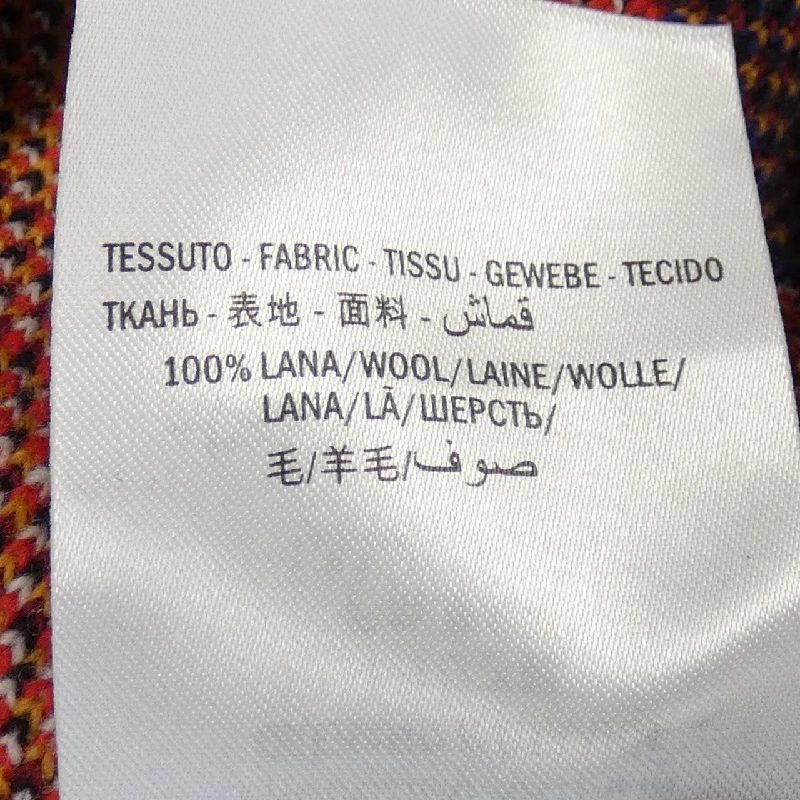 TESSUTO - FABRIC - TISSU - GEWEBE - TECIDO
ТКАНЬ - 表地 - 面料 - قماش
100% LANA/WOOL/LAINE/WOLLE/
LANA/LÃ/ШЕРСТЬ/
毛/羊毛/صوف